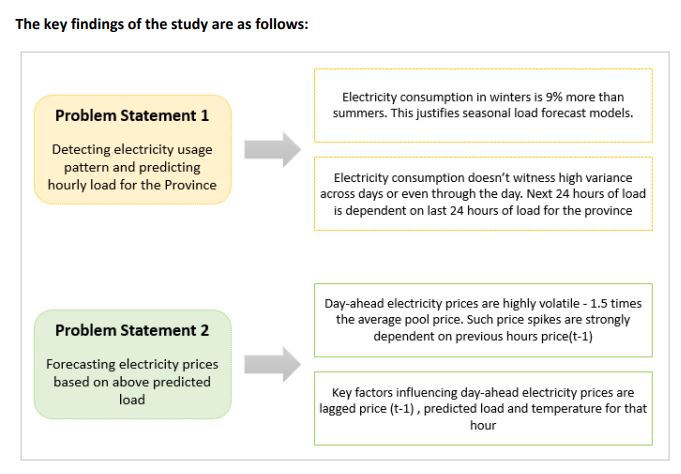 The key findings of the study are as follows:
Problem Statement 1
Detecting electricity usage
pattern and predicting
hourly load for the Province
Electricity consumption in winters is 9% more than
summers. This justifies seasonal load forecast models.
Electricity consumption doesn't witness high variance
across days or even through the day. Next 24 hours of load
is dependent on last 24 hours of load for the province
Problem Statement 2
Forecasting electricity prices
based on above predicted
load
Day-ahead electricity prices are highly volatile - 1.5 times
the average pool price. Such price spikes are strongly
dependent on previous hours price(t-1)
Key factors influencing day-ahead electricity prices are
lagged price (t-1) , predicted load and temperature for that
hour